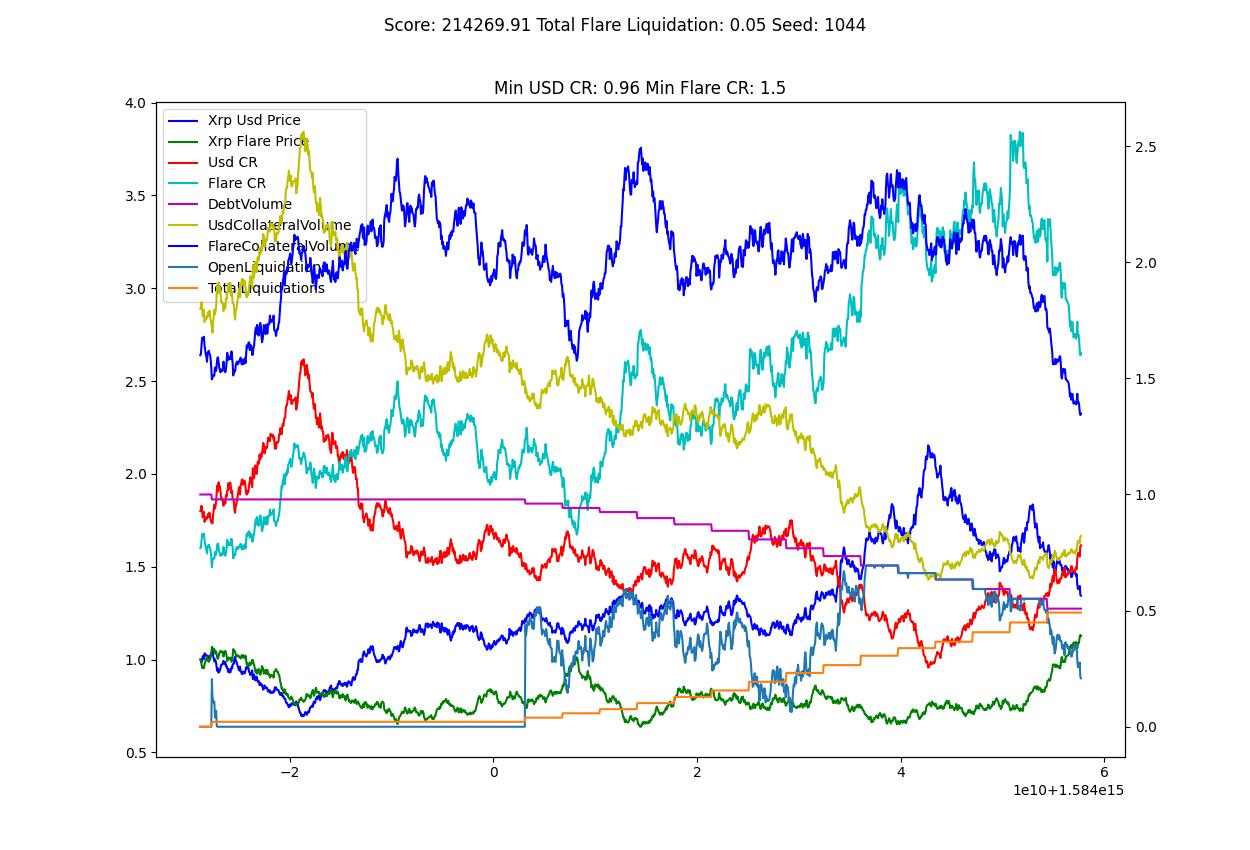 Score: 214269.91 Total Flare Liquidation: 0.05 Seed: 1044
Min USD CR: 0.96 Min Flare CR: 1.5
4.0
3.5
3.0
2.5
2.0
1.5
1.0
0.5
Xrp Usd Price
Xrp Flare Price
Usd CR
Flare CR
DebtVolume
UsdCollateralVolume
FlareCollateralVolume
OpenLiquidations
TotalLiquidations
2.5
2.0
1.5
1.0
0.5
0.0
−2
0
2
4
6
1e10+1.584e15